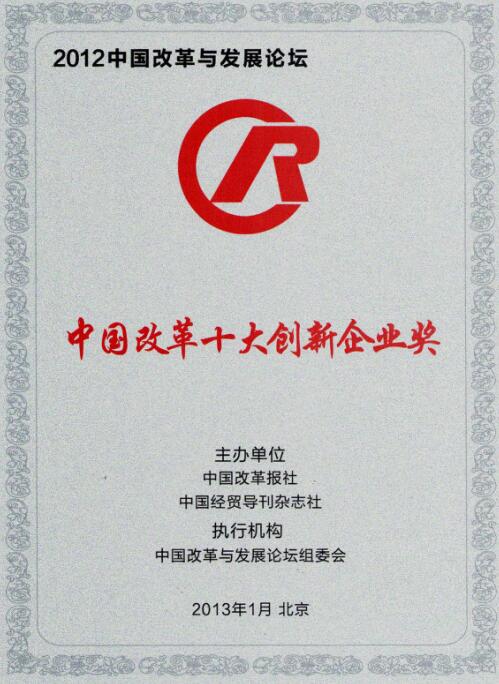 2012中国改革与发展论坛
中国改革十大创新企业奖
主办单位
中国改革报社
中国经贸导刊杂志社
执行机构
中国改革与发展论坛组委会
2013年1月 北京